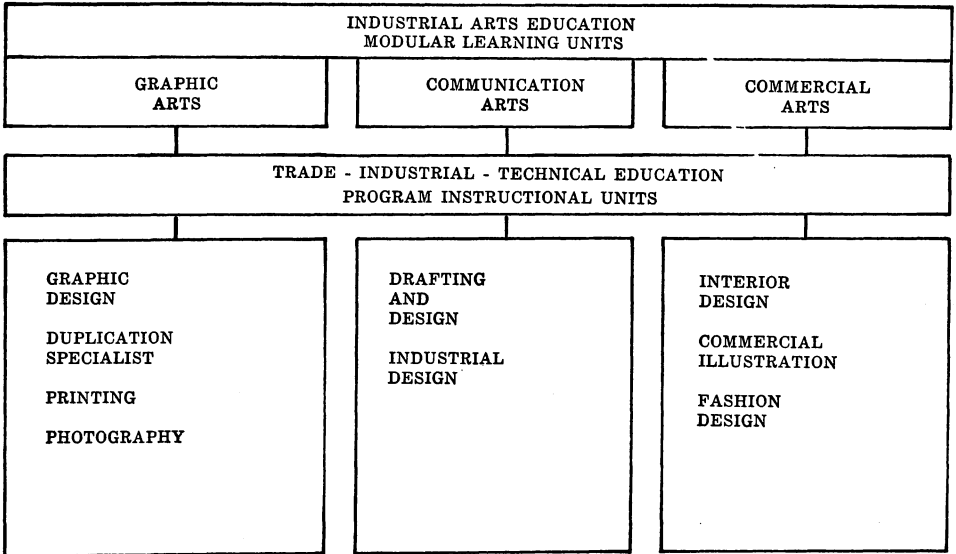 INDUSTRIAL ARTS EDUCATION
MODULAR LEARNING UNITS
GRAPHIC
ARTS
COMMUNICATION
ARTS
COMMERCIAL
ARTS
TRADE - INDUSTRIAL - TECHNICAL EDUCATION
PROGRAM INSTRUCTIONAL UNITS
GRAPHIC
DESIGN
DUPLICATION
SPECIALIST
PRINTING
PHOTOGRAPHY
DRAFTING
AND
DESIGN
INDUSTRIAL
DESIGN
INTERIOR
DESIGN
COMMERCIAL
ILLUSTRATION
FASHION
DESIGN